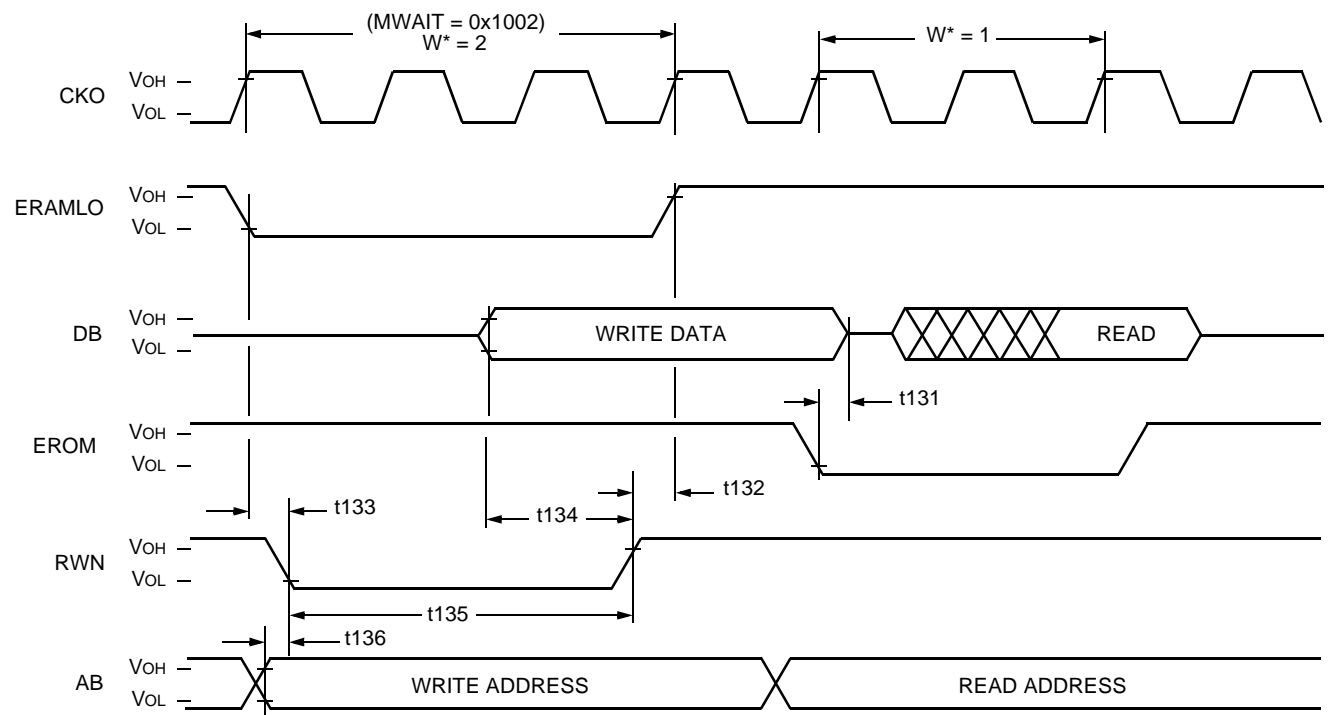 (MWAIT = 0x1002)
W* = 2
W* = 1
CKO
VOH
VOL
ERAMLO
VOH
VOL
DB
VOH
VOL
WRITE DATA
READ
t131
EROM
VOH
VOL
t132
t133
t134
RWN
VOH
VOL
t135
t136
AB
VOH
VOL
WRITE ADDRESS
READ ADDRESS